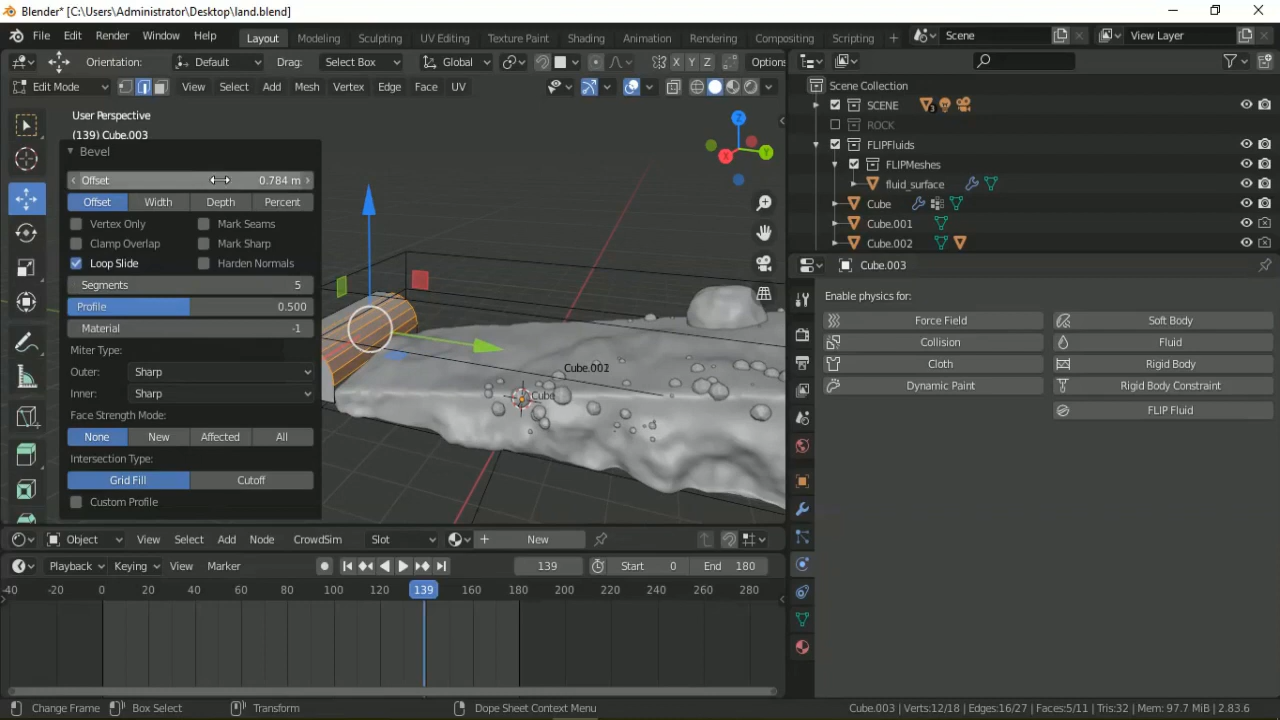 Blender* [C:\Users\Administrator\Desktop\land.blend]
File Edit Render Window Help Layout Modeling Sculpting UV Editing Texture Paint Shading Animation Rendering Compositing Scripting + Scene View Layer
Orientation: Default Drag: Select Box Global X Y Z Options
Edit Mode View Select Add Mesh Vertex Edge Face UV
Scene Collection
SCENE 3
ROCK
FLIPFluids
FLIPMeshes
fluid_surface
Cube
Cube.001
Cube.002
User Perspective
(139) Cube.003
Z
Y
X
Bevel
Offset 0.784 m
Offset Width Depth Percent
Vertex Only Mark Seams
Clamp Overlap Mark Sharp
Loop Slide Harden Normals
Segments 5
Profile 0.500
Material -1
Miter Type:
Outer: Sharp
Inner: Sharp
Face Strength Mode:
None New Affected All
Intersection Type:
Grid Fill Cutoff
Custom Profile
Cube
Cube.003
Enable physics for:
Force Field Soft Body
Collision Fluid
Cloth Rigid Body
Dynamic Paint Rigid Body Constraint
FLIP Fluid
Object View Select Add Node CrowdSim Slot + New
Playback Keying View Marker 139 Start 0 End 180
-40 -20 0 20 40 60 80 100 120 139 160 180 200 220 240 260 280
Change Frame Box Select Transform Dope Sheet Context Menu Cube.003 | Verts:12/18 | Edges:16/27 | Faces:5/11 | Tris:32 | Mem: 97.7 MiB | 2.83.6